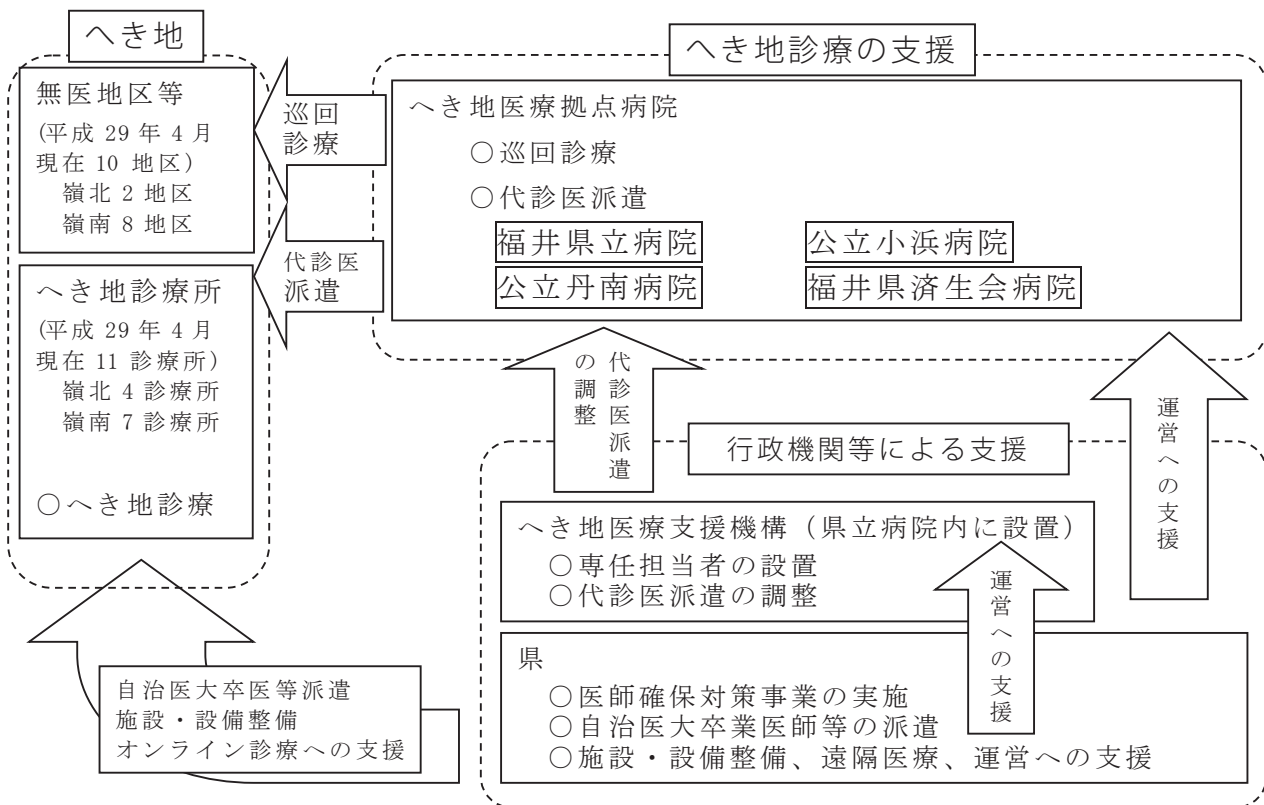 へき地
無医地区等
(平成 29 年 4 月
現在 10 地区)
嶺北 2 地区
嶺南 8 地区
へき地診療所
(平成 29 年 4 月
現在 11 診療所)
嶺北 4 診療所
嶺南 7 診療所
○へき地診療
巡回
診療
代診医
派遣
へき地診療の支援
へき地医療拠点病院
○巡回診療
○代診医派遣
福井県立病院
公立小浜病院
公立丹南病院
福井県済生会病院
代診医派遣
の調整
運営への支援
行政機関等による支援
へき地医療支援機構（県立病院内に設置）
○専任担当者の設置
○代診医派遣の調整
運営への支援
県
○医師確保対策事業の実施
○自治医大卒業医師等の派遣
○施設・設備整備、遠隔医療、運営への支援
自治医大卒医等派遣
施設・設備整備
オンライン診療への支援